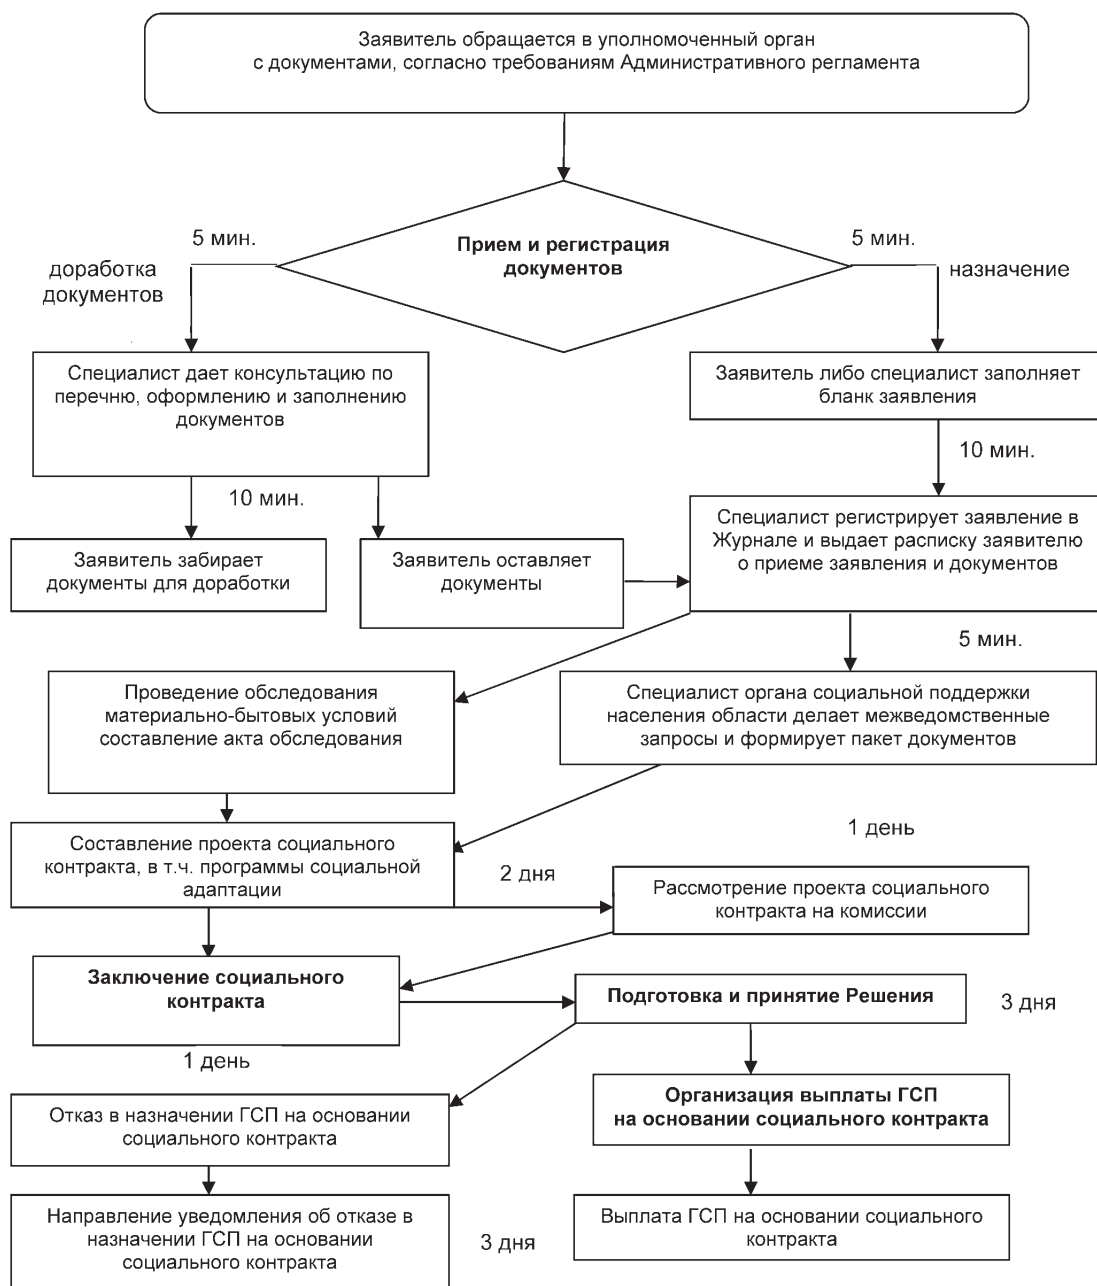 Заявитель обращается в уполномоченный орган
с документами, согласно требованиям Административного регламента
5 мин.
Прием и регистрация
документов
5 мин.
доработка
документов
назначение
Специалист дает консультацию по
перечню, оформлению и заполнению
документов
Заявитель либо специалист заполняет
бланк заявления
10 мин.
10 мин.
Специалист регистрирует заявление в
Журнале и выдает расписку заявителю
о приеме заявления и документов
Заявитель забирает
документы для доработки
Заявитель оставляет
документы
5 мин.
Проведение обследования
материально-бытовых условий
составление акта обследования
Специалист органа социальной поддержки
населения области делает межведомственные
запросы и формирует пакет документов
Составление проекта социального
контракта, в т.ч. программы социальной
адаптации
1 день
2 дня
Рассмотрение проекта социального
контракта на комиссии
Заключение социального
контракта
Подготовка и принятие Решения
3 дня
1 день
Организация выплаты ГСП
на основании социального контракта
Отказ в назначении ГСП на основании
социального контракта
Направление уведомления об отказе в
назначении ГСП на основании
социального контракта
3 дня
Выплата ГСП на основании социального
контракта